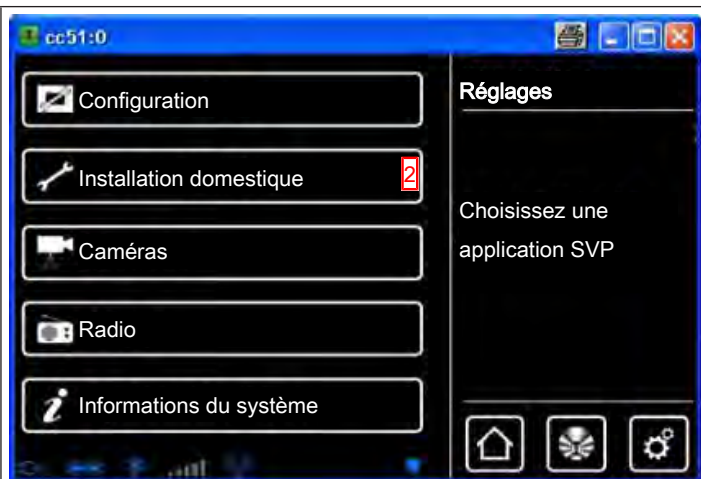 cc51:0
Configuration
Installation domestique 2
Caméras
Radio
Informations du système
Réglages
Choisissez une
application SVP